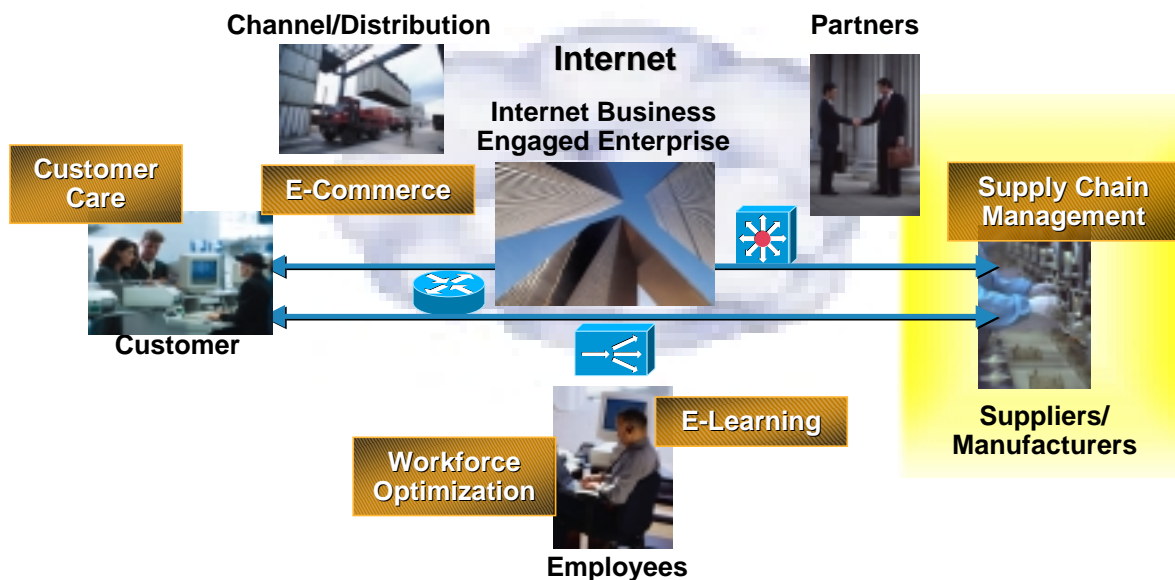 Channel/Distribution
Partners
Internet
Internet Business
Engaged Enterprise
Customer
Care
E-Commerce
Supply Chain
Management
Customer
E-Learning
Suppliers/
Manufacturers
Workforce
Optimization
Employees